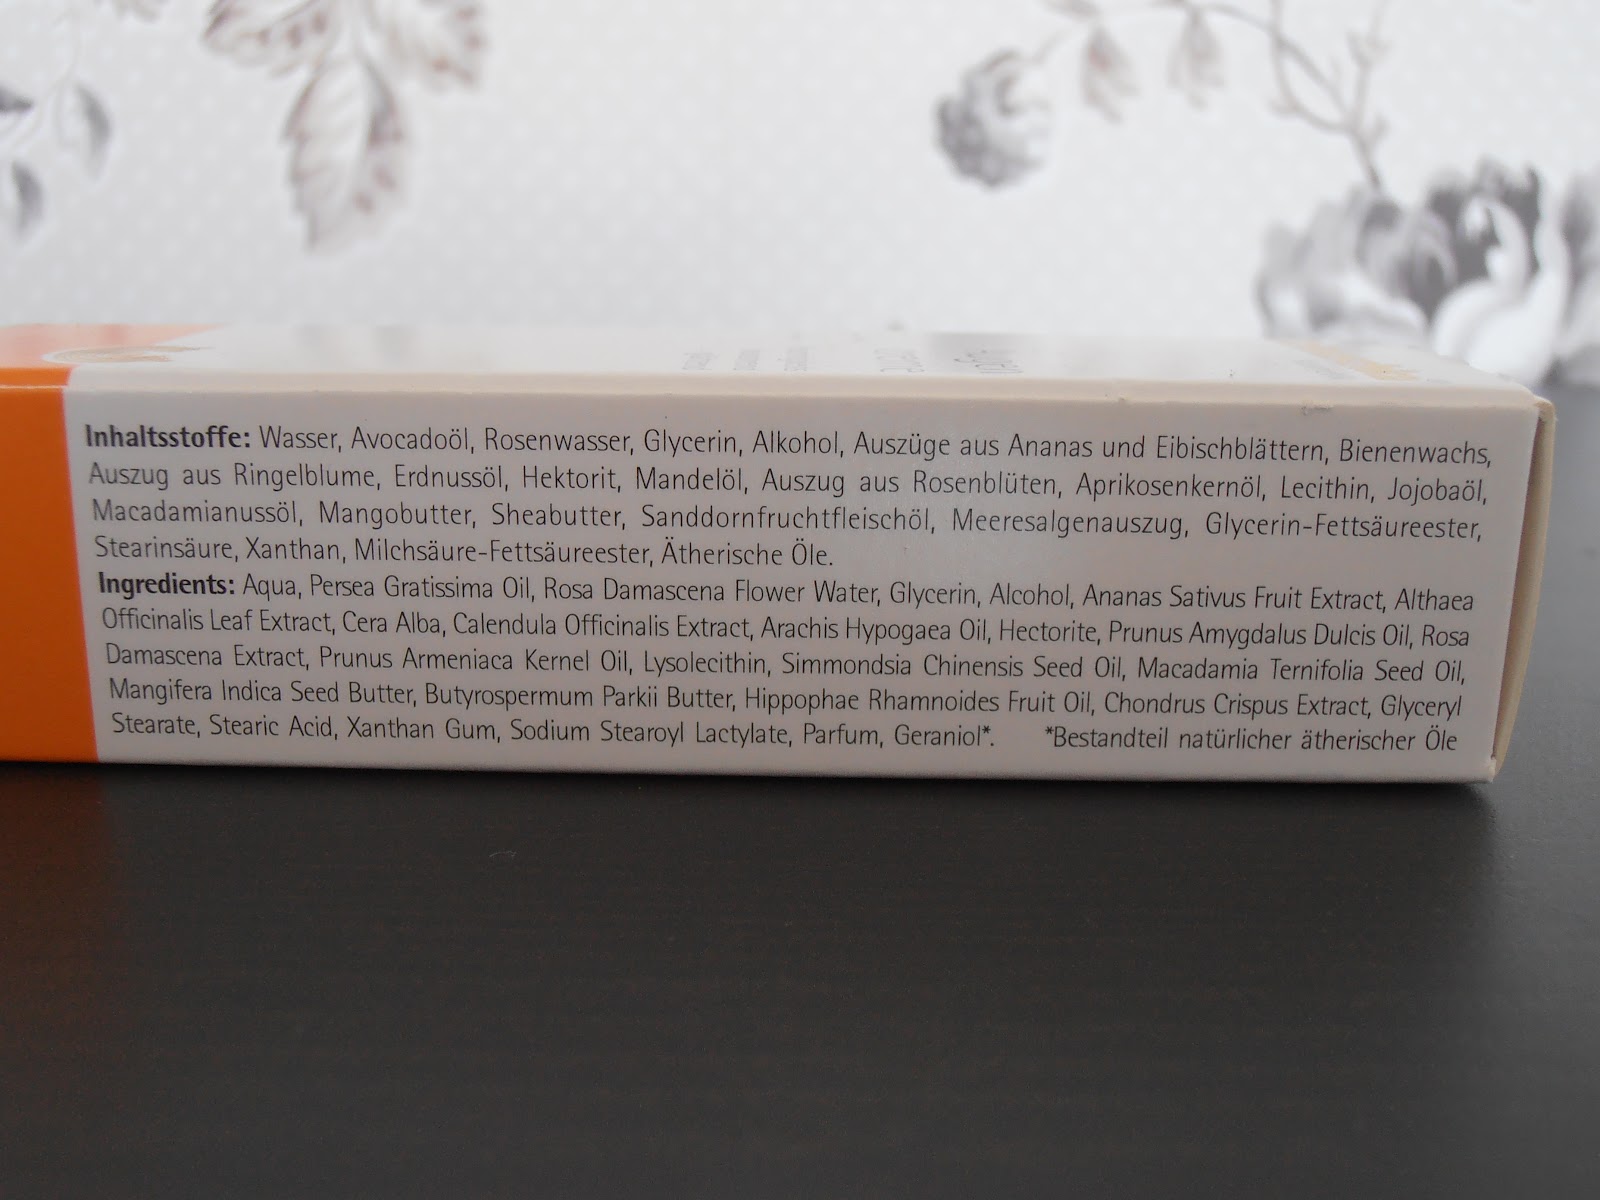 Inhaltsstoffe: Wasser, Avocadoöl, Rosenwasser, Glycerin, Alkohol, Auszüge aus Ananas und Eibischblättern, Bienenwachs,
Auszug aus Ringelblume, Erdnussöl, Hektorit, Mandelöl, Auszug aus Rosenblüten, Aprikosenkernöl, Lecithin, Jojobaöl,
Macadamianussöl, Mangobutter, Sheabutter, Sanddornfruchtfleischöl, Meeresalgenauszug, Glycerin-Fettsäureester,
Stearinsäure, Xanthan, Milchsäure-Fettsäureester, Ätherische Öle.
Ingredients: Aqua, Persea Gratissima Oil, Rosa Damascena Flower Water, Glycerin, Alcohol, Ananas Sativus Fruit Extract, Althaea
Officinalis Leaf Extract, Cera Alba, Calendula Officinalis Extract, Arachis Hypogaea Oil, Hectorite, Prunus Amygdalus Dulcis Oil, Rosa
Damascena Extract, Prunus Armeniaca Kernel Oil, Lysolecithin, Simmondsia Chinensis Seed Oil, Macadamia Ternifolia Seed Oil,
Mangifera Indica Seed Butter, Butyrospermum Parkii Butter, Hippophae Rhamnoides Fruit Oil, Chondrus Crispus Extract, Glyceryl
Stearate, Stearic Acid, Xanthan Gum, Sodium Stearoyl Lactylate, Parfum, Geraniol*. *Bestandteil natürlicher ätherischer Öle